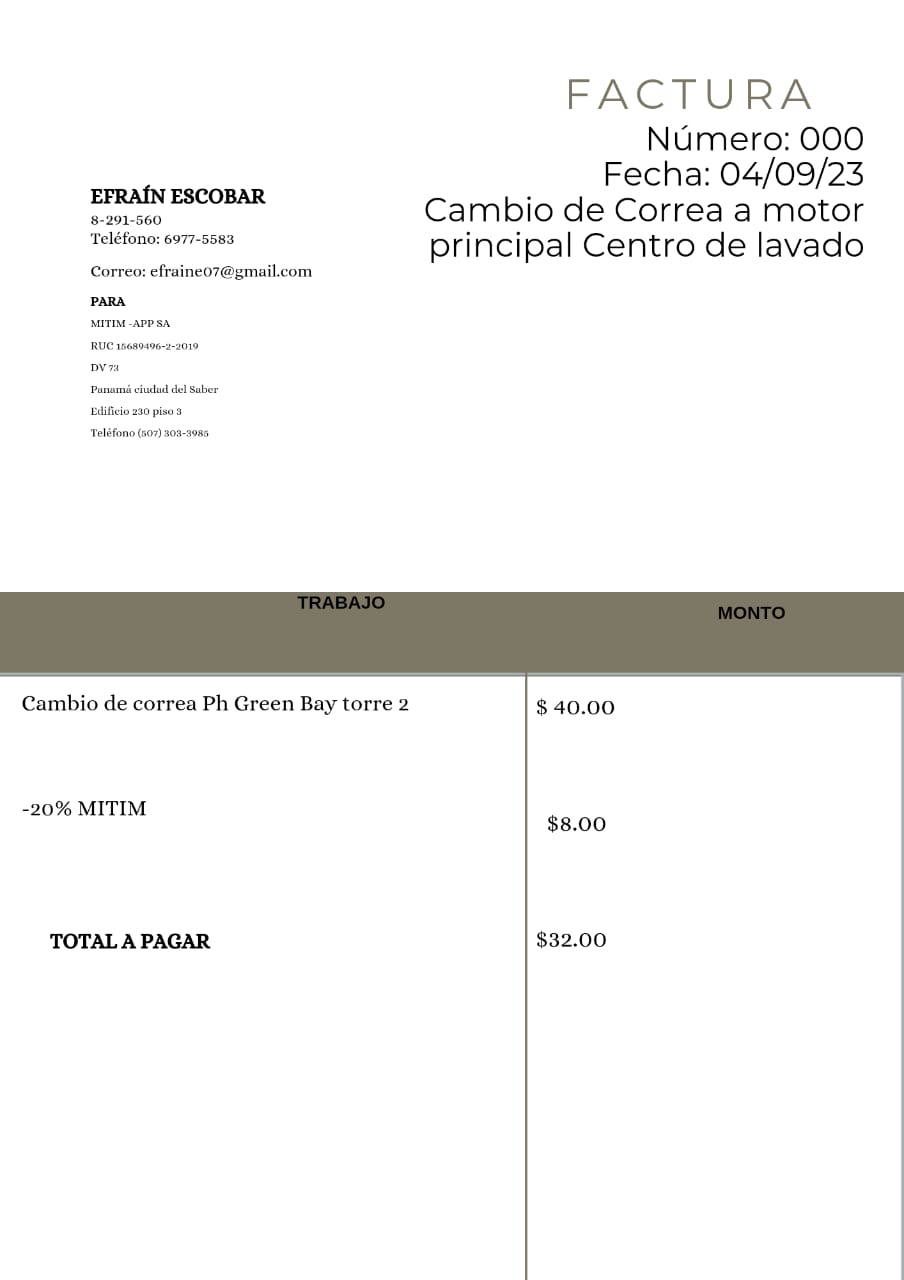 FACTURA
Número: 000
Fecha: 04/09/23
Cambio de Correa a motor
principal Centro de lavado
EFRAÍN ESCOBAR
8-291-560
Teléfono: 6977-5583
Correo: efraine07@gmail.com
PARA
MITIM -APP SA
RUC 15689496-2-2019
DV 73
Panamá ciudad del Saber
Edificio 230 piso 3
Teléfono (507) 303-3985
TRABAJO
MONTO
Cambio de correa Ph Green Bay torre 2
$ 40.00
-20% MITIM
$8.00
TOTAL A PAGAR
$32.00